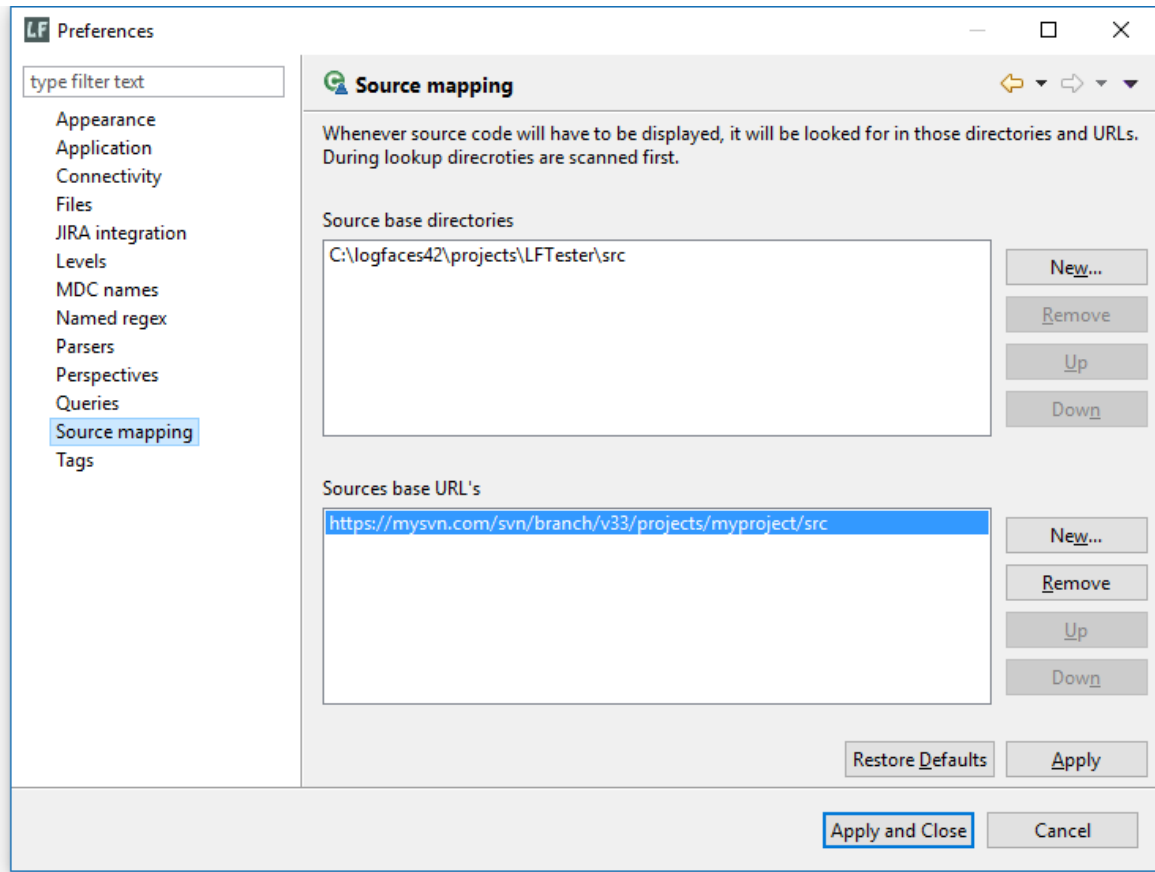 LF Preferences
type filter text
Appearance
Application
Connectivity
Files
JIRA integration
Levels
MDC names
Named regex
Parsers
Perspectives
Queries
Source mapping
Tags
Source mapping
Whenever source code will have to be displayed, it will be looked for in those directories and URLs.
During lookup direcroties are scanned first.
Source base directories
C:\logfaces42\projects\LFTester\src
New...
Remove
Up
Down
Sources base URL's
https://mysvn.com/svn/branch/v33/projects/myproject/src
New...
Remove
Up
Down
Restore Defaults
Apply
Apply and Close
Cancel